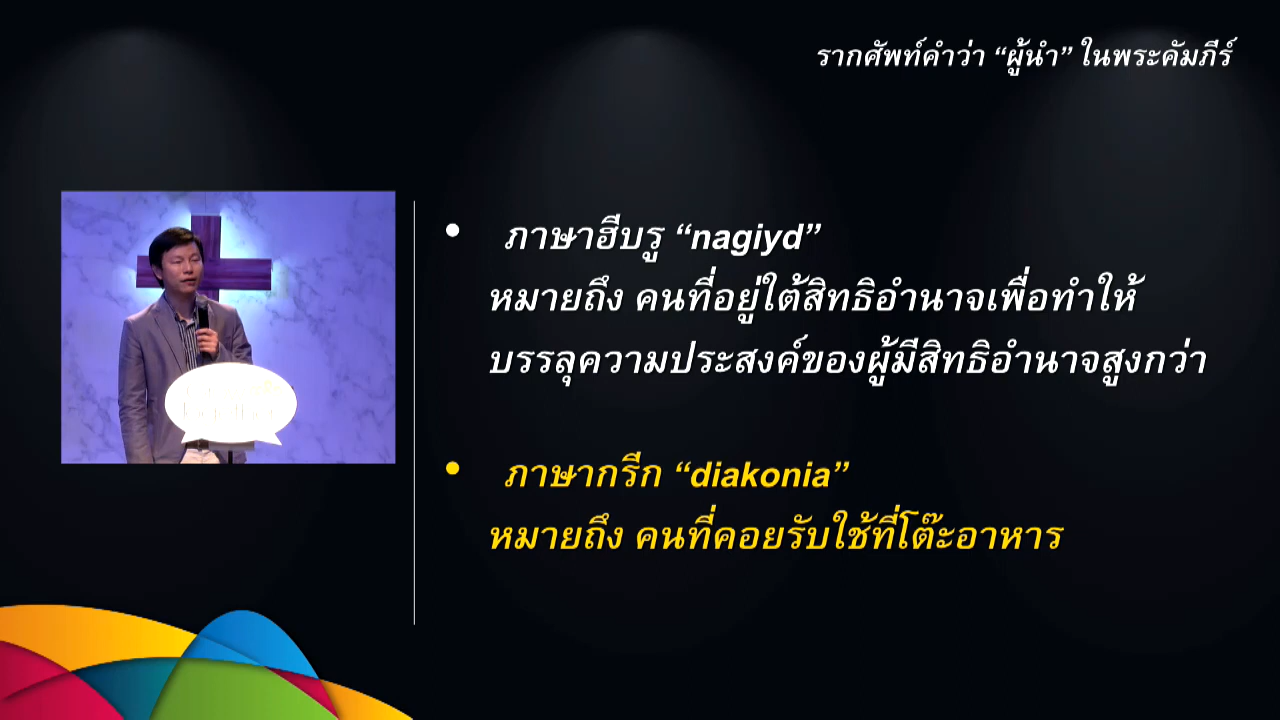 รากศัพท์คำว่า “ผู้นำ” ในพระคัมภีร์
• ภาษาฮีบรู “nagiyd”
หมายถึง คนที่อยู่ใต้สิทธิอำนาจเพื่อทำให้
บรรลุความประสงค์ของผู้มีสิทธิอำนาจสูงกว่า
• ภาษากรีก “diakonia”
หมายถึง คนที่คอยรับใช้ที่โต๊ะอาหาร